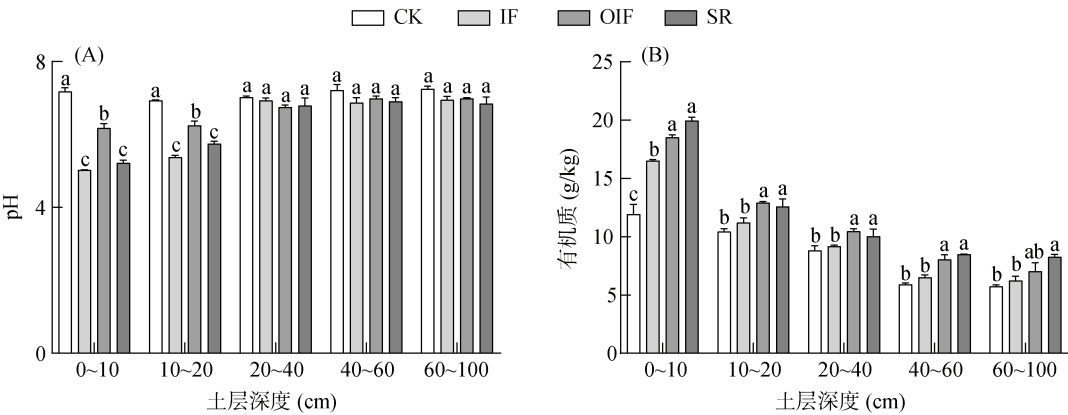 CK IF OIF SR
(A)
8
4
0
pH
a c b c
a c b c
a a a a
a a a a
a a a a
0~10 10~20 20~40 40~60 60~100
土层深度 (cm)
(B)
25
20
15
10
5
0
有机质 (g/kg)
c b a a
b b a a
b b a a
b b a a
b b ab a
0~10 10~20 20~40 40~60 60~100
土层深度 (cm)